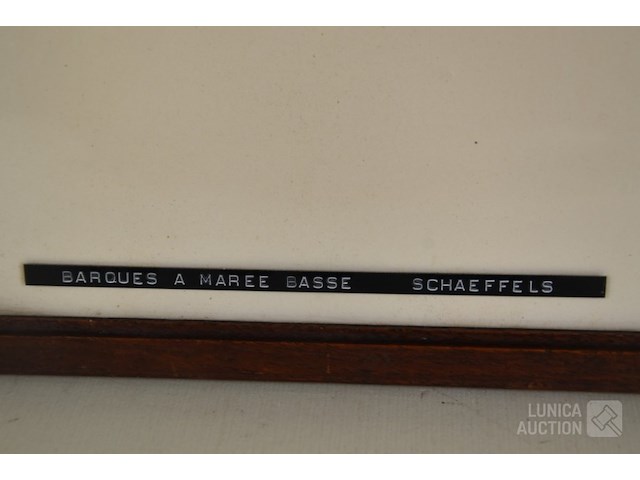 BARQUES A MAREE BASSE SCHAEFFELS
LUNICA
AUCTION